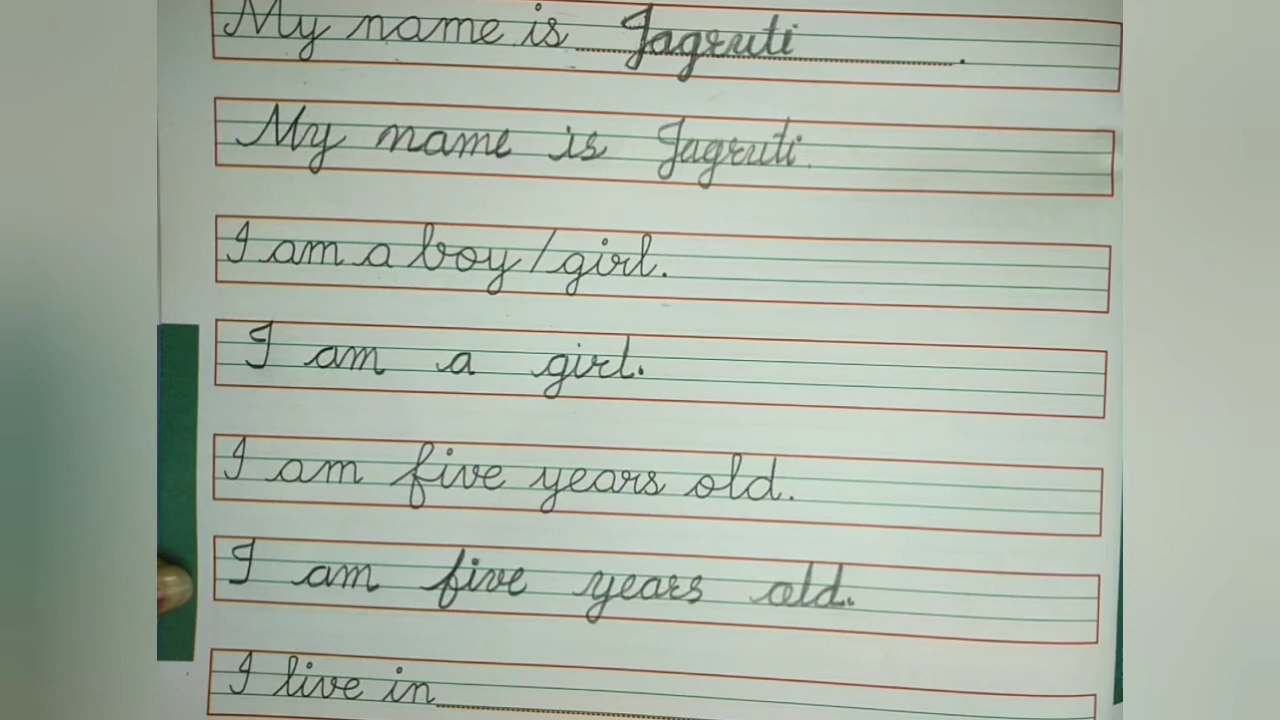 My name is Jagruti.
My name is Jagruti.
I am a boy/girl.
I am a girl.
I am five years old.
I am five years old.
I live in